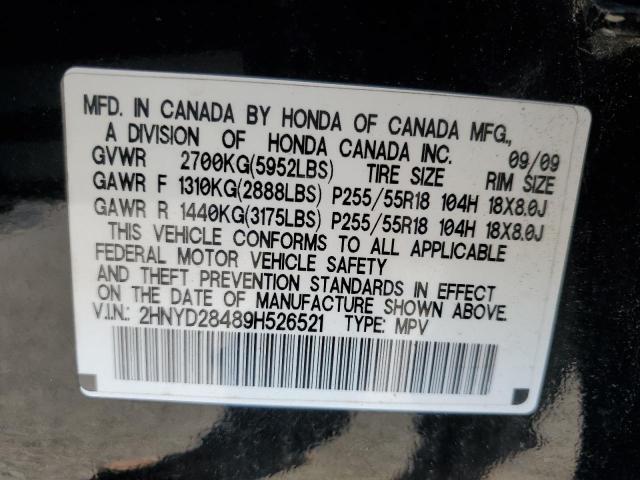 MFD. IN CANADA BY HONDA OF CANADA MFG.,
A DIVISION OF HONDA CANADA INC. 09/09
GVWR 2700KG(5952LBS) TIRE SIZE RIM SIZE
GAWR F 1310KG(2888LBS) P255/55R18 104H 18X8.0J
GAWR R 1440KG(3175LBS) P255/55R18 104H 18X8.0J
THIS VEHICLE CONFORMS TO ALL APPLICABLE
FEDERAL MOTOR VEHICLE SAFETY
AND THEFT PREVENTION STANDARDS IN EFFECT
ON THE DATE OF MANUFACTURE SHOWN ABOVE.
V.I.N.: 2HNYD28489H526521 TYPE: MPV